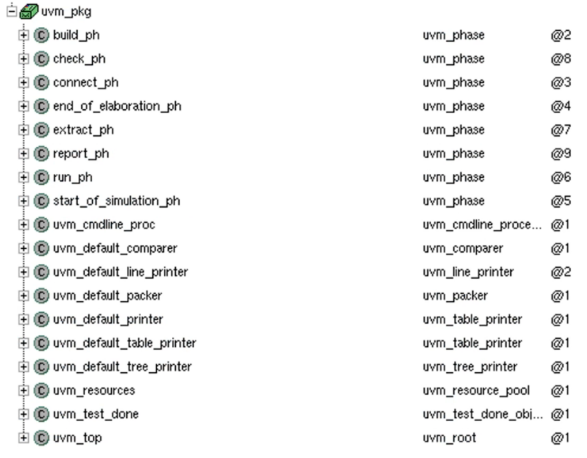 uvm_pkg
build_ph uvm_phase @2
check_ph uvm_phase @8
connect_ph uvm_phase @3
end_of_elaboration_ph uvm_phase @4
extract_ph uvm_phase @7
report_ph uvm_phase @9
run_ph uvm_phase @6
start_of_simulation_ph uvm_phase @5
uvm_cmdline_proc uvm_cmdline_proce... @1
uvm_default_comparer uvm_comparer @1
uvm_default_line_printer uvm_line_printer @2
uvm_default_packer uvm_packer @1
uvm_default_printer uvm_table_printer @1
uvm_default_table_printer uvm_table_printer @1
uvm_default_tree_printer uvm_tree_printer @1
uvm_resources uvm_resource_pool @1
uvm_test_done uvm_test_done_obj... @1
uvm_top uvm_root @1